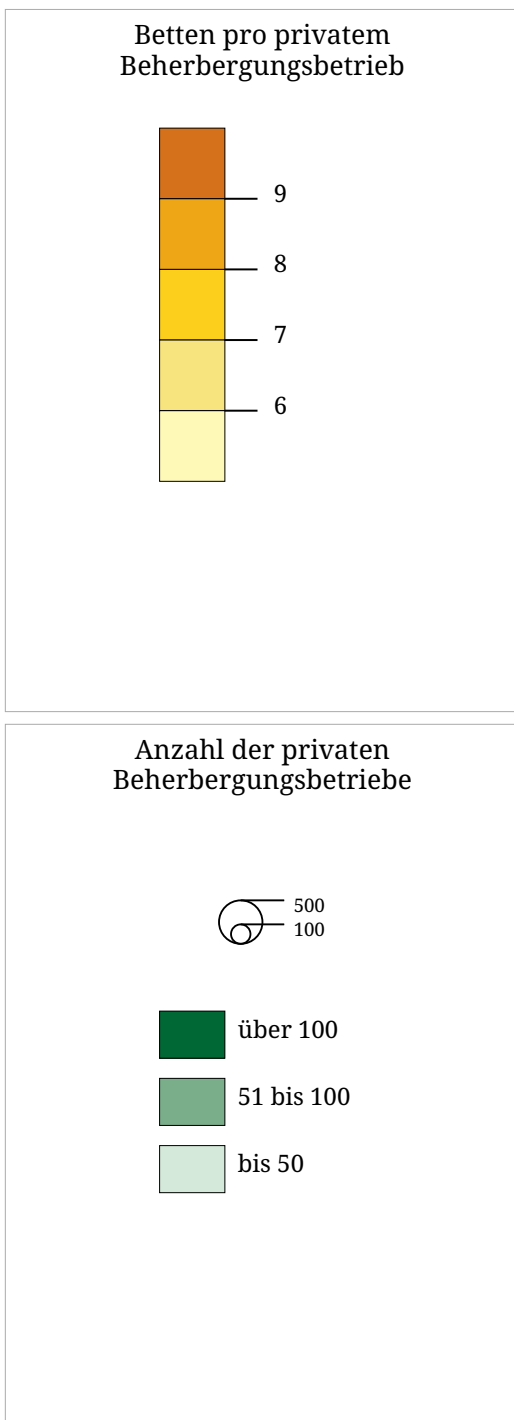 Betten pro privatem
Beherbergungsbetrieb
9
8
7
6
Anzahl der privaten
Beherbergungsbetriebe
500
100
über 100
51 bis 100
bis 50